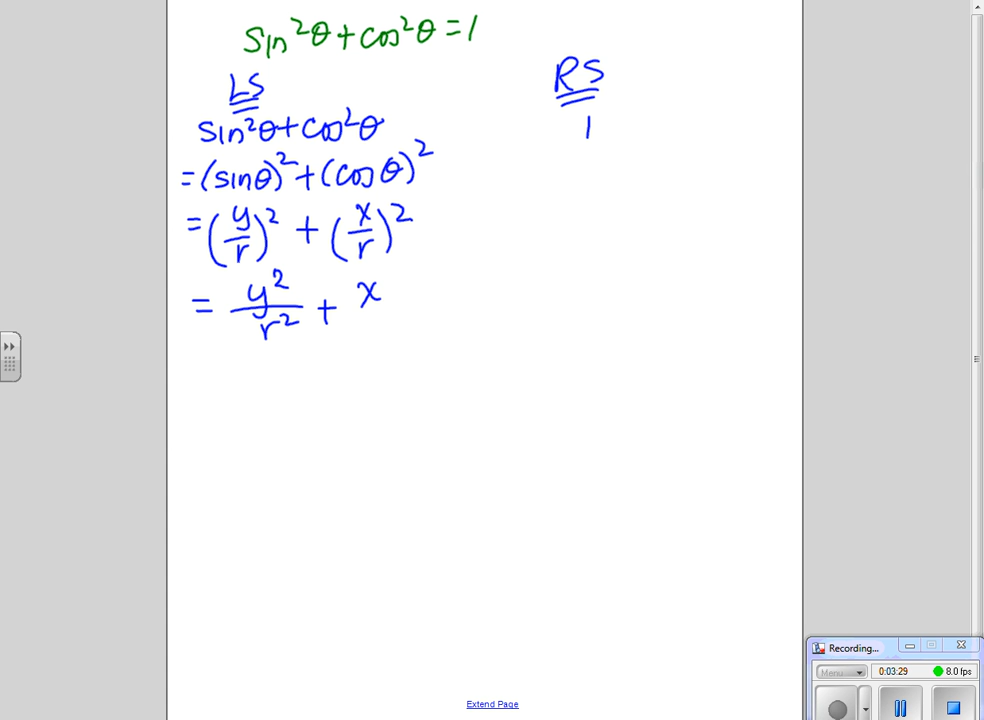 sin²θ + cos²θ = 1
LS
RS
sin²θ + cos²θ
1
= (sinθ)² + (cos θ)²
= (y/r)² + (x/r)²
= y²/r² + x
Recording...
Menu
0:03:29
8.0 fps
Extend Page